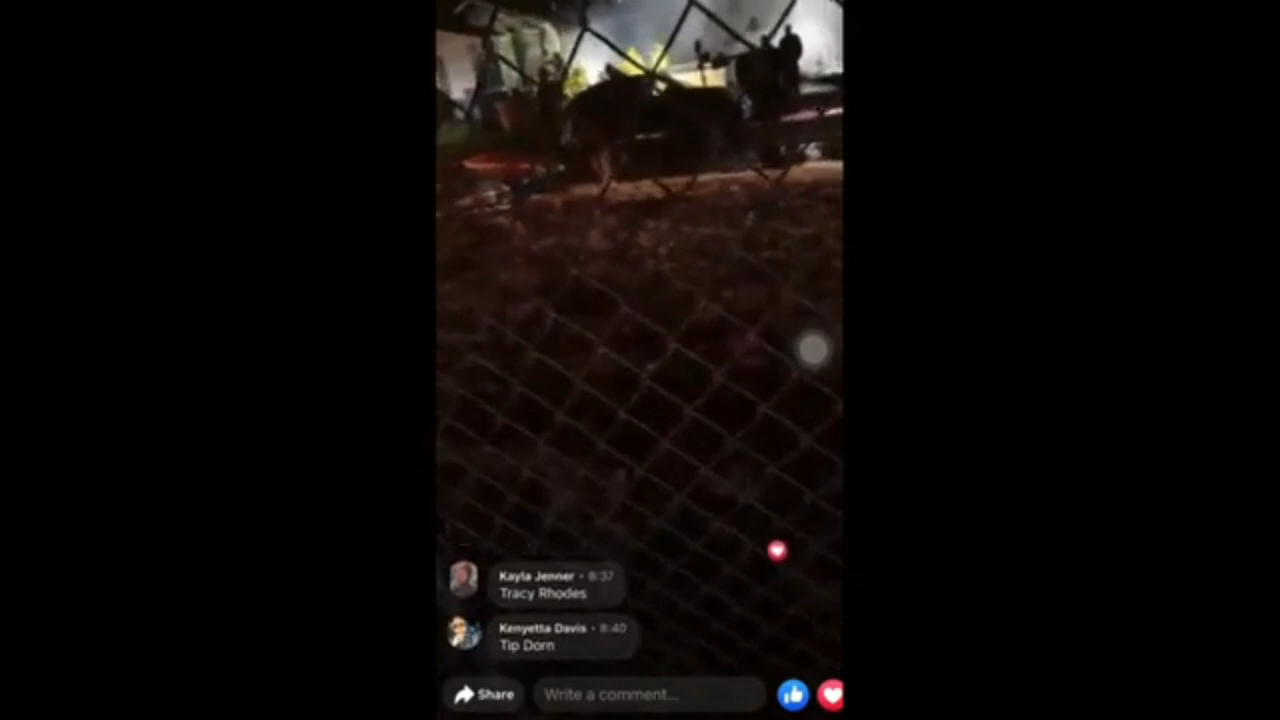 Kayla Jenner • 8:37
Tracy Rhodes
Kenyetta Davis • 8:40
Tip Dorn
Share
Write a comment...